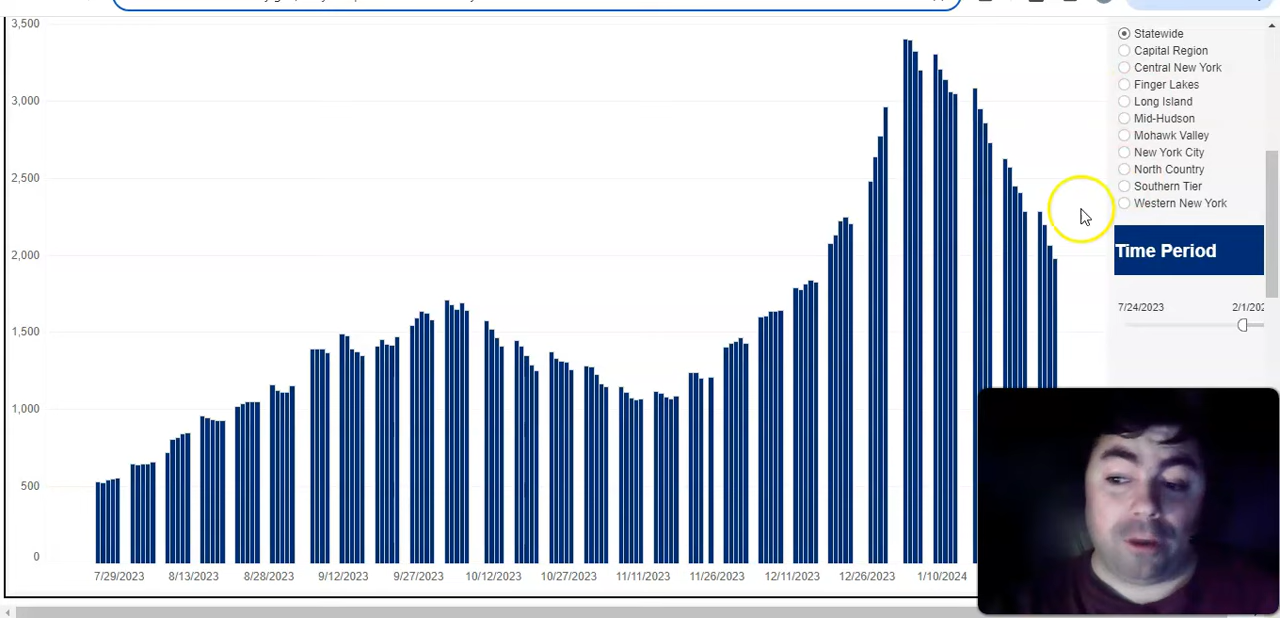 3,500
3,000
2,500
2,000
1,500
1,000
500
0
7/29/2023 8/13/2023 8/28/2023 9/12/2023 9/27/2023 10/12/2023 10/27/2023 11/11/2023 11/26/2023 12/11/2023 12/26/2023 1/10/2024
Statewide
Capital Region
Central New York
Finger Lakes
Long Island
Mid-Hudson
Mohawk Valley
New York City
North Country
Southern Tier
Western New York
Time Period
7/24/2023 2/1/202